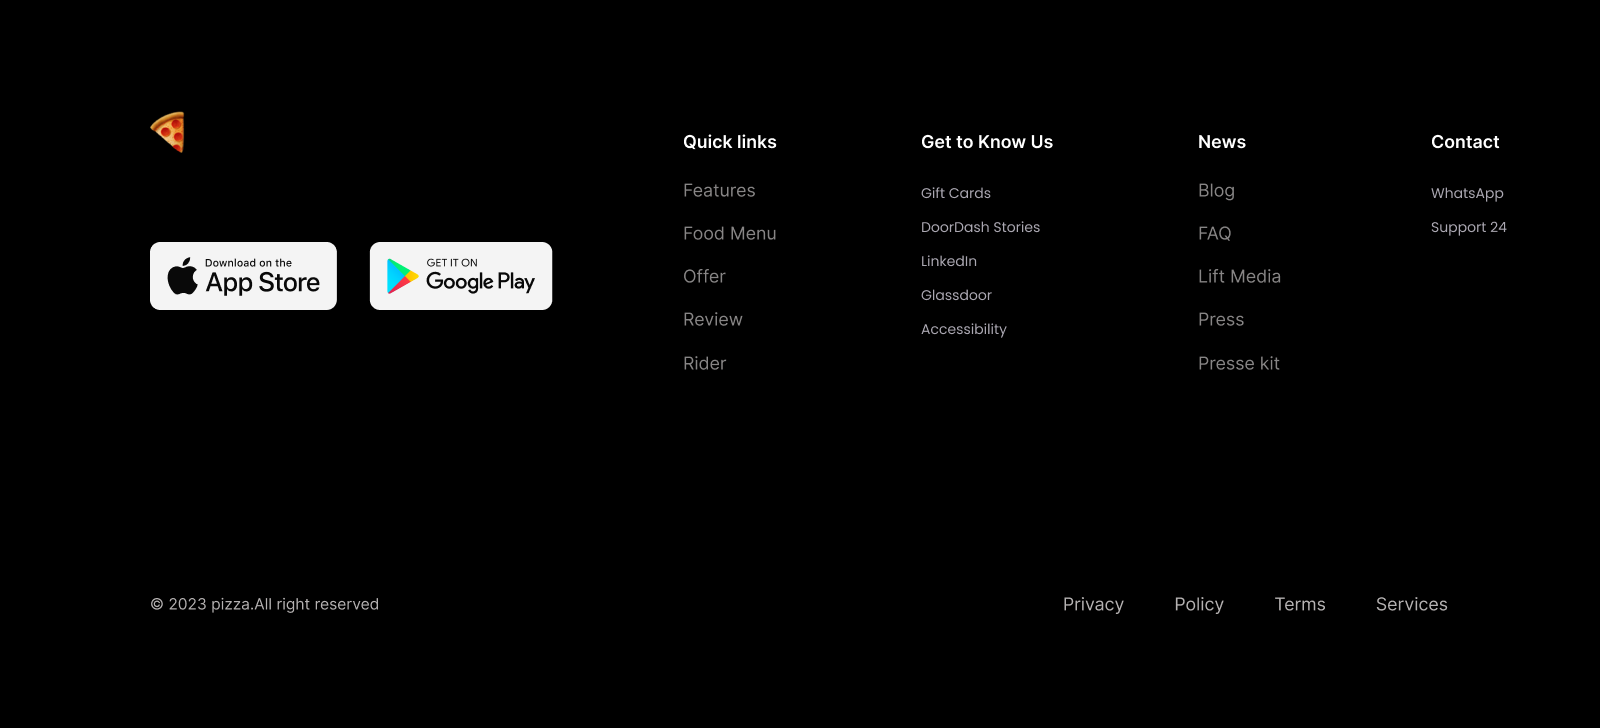 Download on the
App Store
GET IT ON
Google Play
Quick links
Features
Food Menu
Offer
Review
Rider
Get to Know Us
Gift Cards
DoorDash Stories
LinkedIn
Glassdoor
Accessibility
News
Blog
FAQ
Lift Media
Press
Presse kit
Contact
WhatsApp
Support 24
© 2023 pizza.All right reserved
Privacy Policy Terms Services